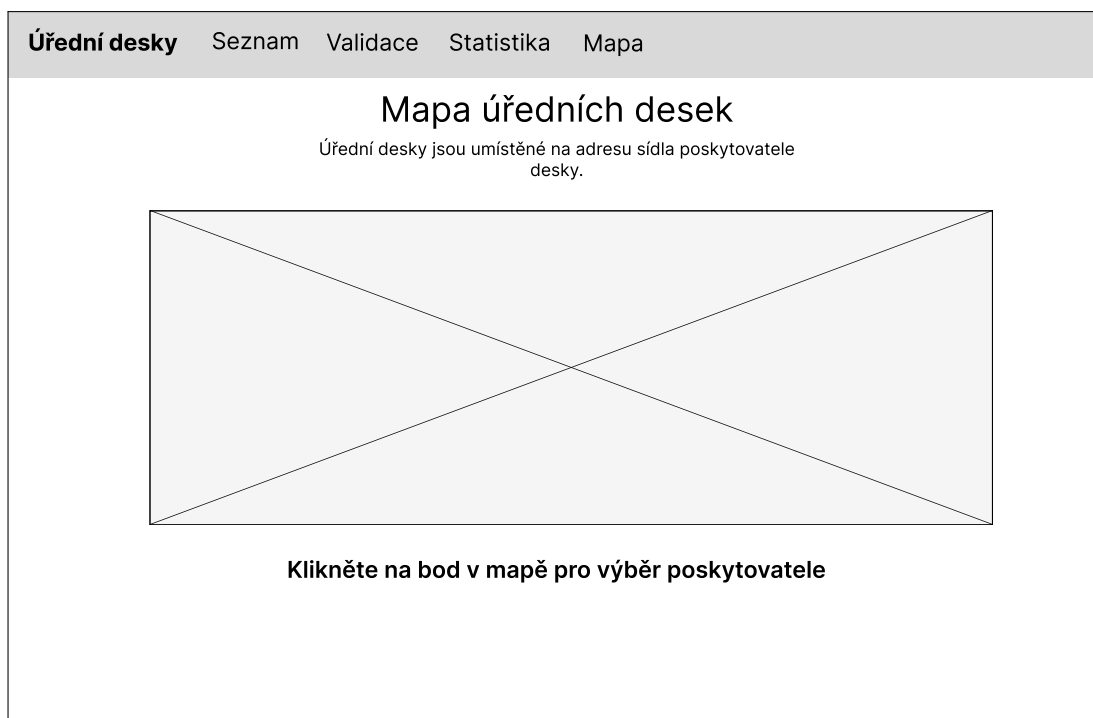 Úřední desky Seznam Validace Statistika Mapa
Mapa úředních desek
Úřední desky jsou umístěné na adresu sídla poskytovatele
desky.
Klikněte na bod v mapě pro výběr poskytovatele